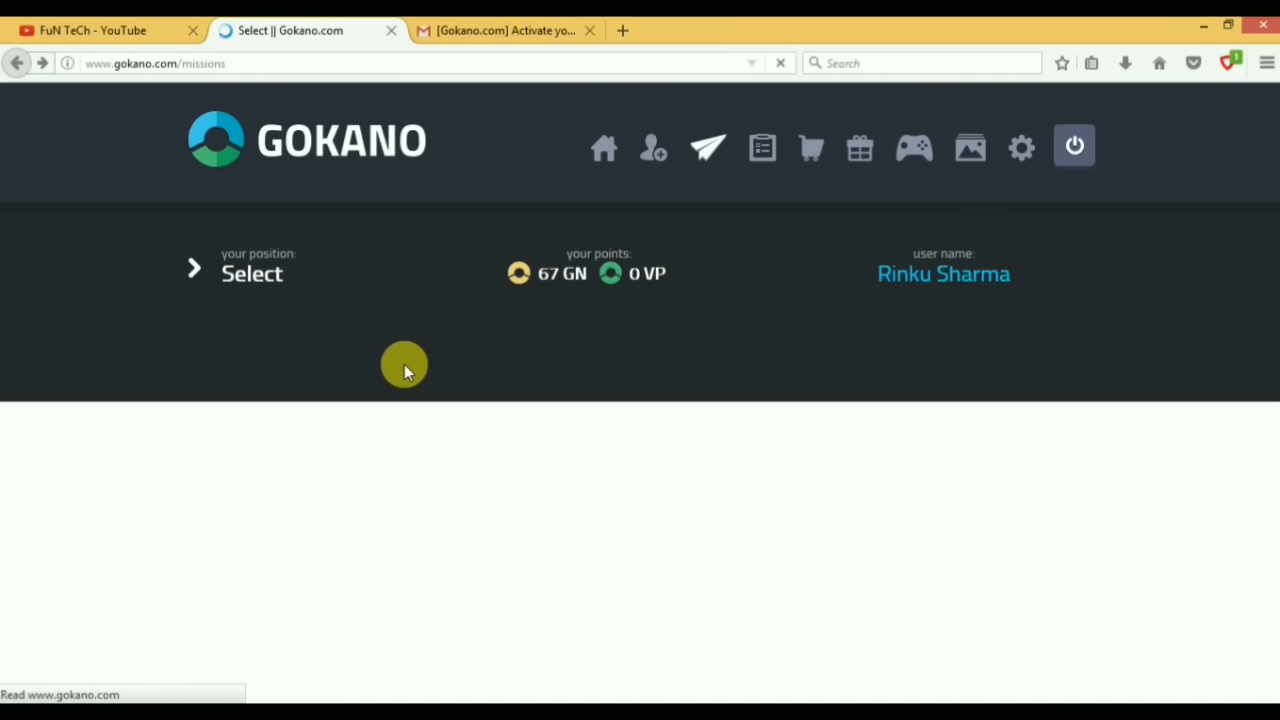 FuN TeCh - YouTube
Select || Gokano.com
[Gokano.com] Activate yo...
www.gokano.com/missions
Search
1
GOKANO
your position:
Select
your points:
67 GN
0 VP
user name:
Rinku Sharma
Read www.gokano.com